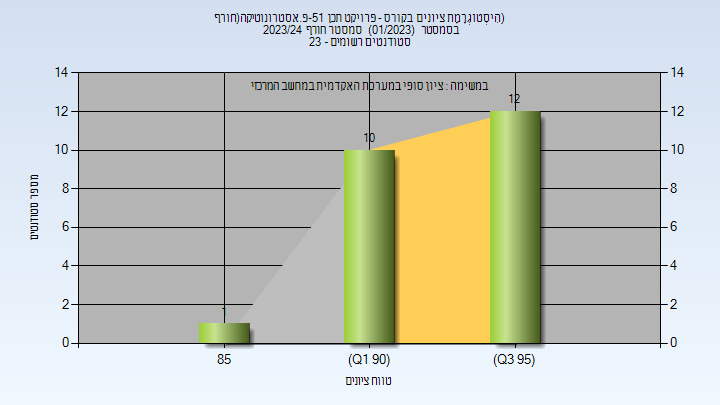 (היסטוגרמת ציונים בקורס - פרויקט תכן 51-פ.אסטרונוטיקה(חורף
בסמסטר (01/2023) סמסטר חורף 2023/24
סטודנטים רשומים - 23
במשימה : ציון סופי במערכת האקדמית במחשב המרכזי
מספר סטודנטים
14 14
12 12
10 10
8 8
6 6
4 4
2 2
0 0
1
10
12
85 (Q1 90) (Q3 95)
טווח ציונים